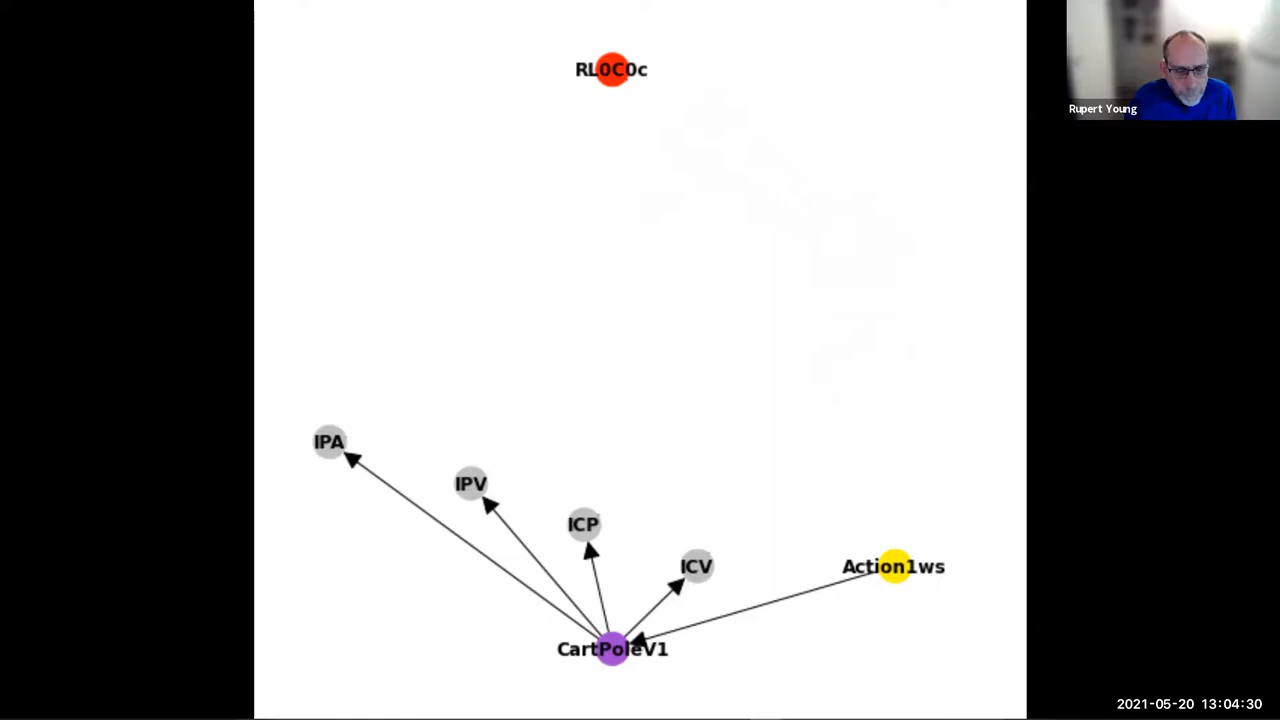 RL0C0c
Rupert Young
IPA
IPV
ICP
ICV
Action1ws
CartPoleV1
2021-05-20 13:04:30